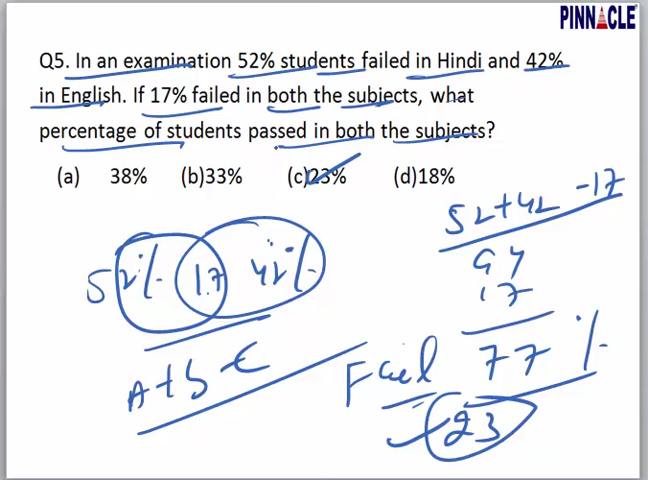 PINNACLE
Q5. In an examination 52% students failed in Hindi and 42%
in English. If 17% failed in both the subjects, what
percentage of students passed in both the subjects?
(a) 38% (b)33% (c)23% (d)18%
52+42 -17
94
17
52% 17 42%
Fail 77 %
A+B
23